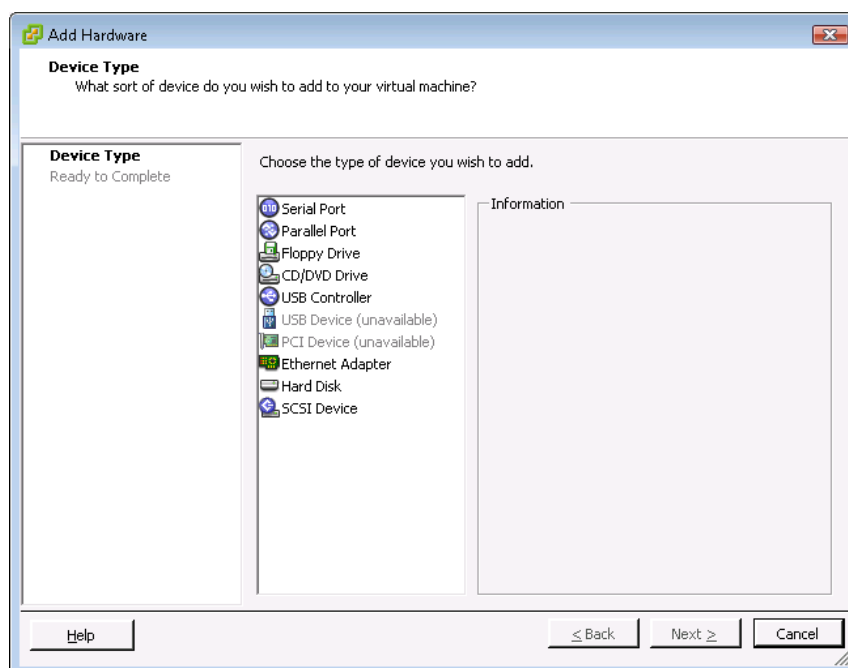 Add Hardware
Device Type
What sort of device do you wish to add to your virtual machine?
Device Type
Ready to Complete
Choose the type of device you wish to add.
Serial Port
Parallel Port
Floppy Drive
CD/DVD Drive
USB Controller
USB Device (unavailable)
PCI Device (unavailable)
Ethernet Adapter
Hard Disk
SCSI Device
Information
Help
< Back
Next >
Cancel